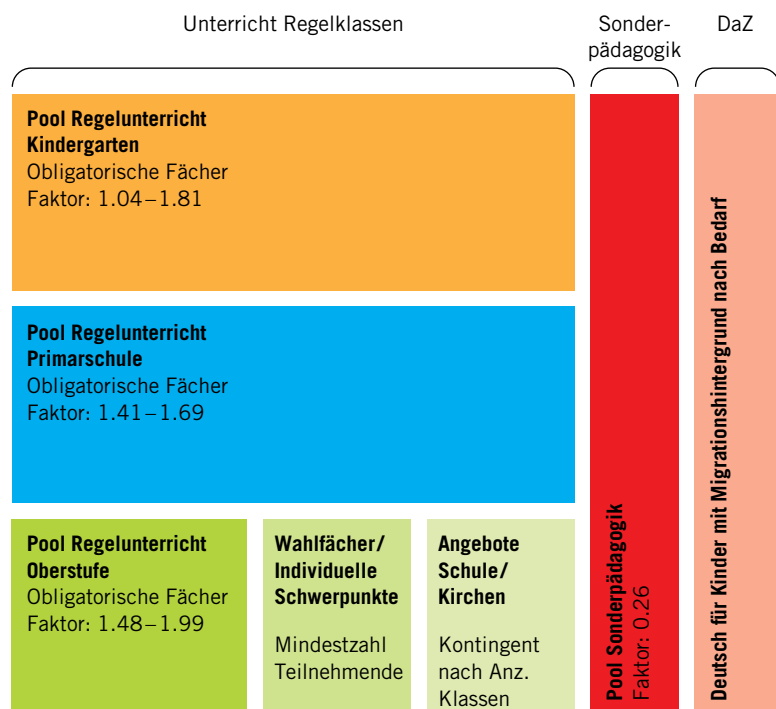 Unterricht Regelklassen
Sonder-
pädagogik
DaZ
Pool Regelunterricht
Kindergarten
Obligatorische Fächer
Faktor: 1.04–1.81
Pool Regelunterricht
Primarschule
Obligatorische Fächer
Faktor: 1.41–1.69
Pool Regelunterricht
Oberstufe
Obligatorische Fächer
Faktor: 1.48–1.99
Wahlfächer/
Individuelle
Schwerpunkte
Mindestzahl
Teilnehmende
Angebote
Schule/
Kirchen
Kontingent
nach Anz.
Klassen
Pool Sonderpädagogik
Faktor: 0.26
Deutsch für Kinder mit Migrationshintergrund nach Bedarf